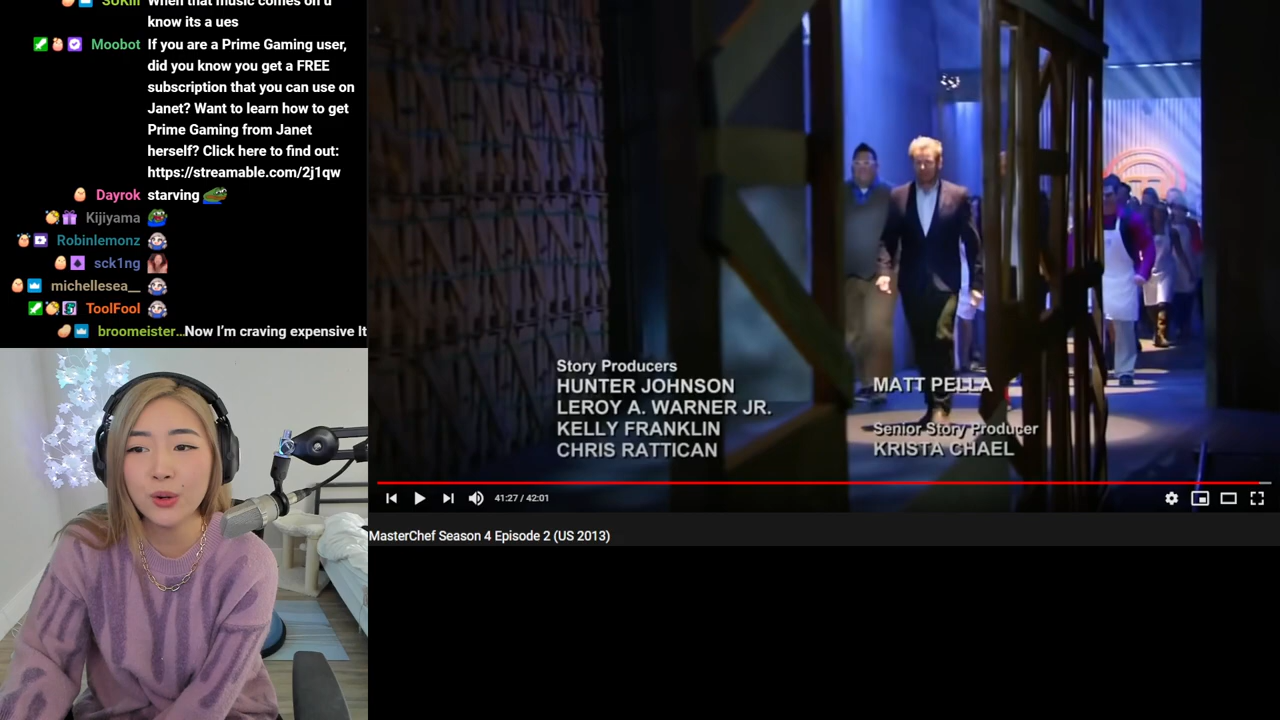 When that music comes on u
know its a ues
Moobot If you are a Prime Gaming user,
did you know you get a FREE
subscription that you can use on
Janet? Want to learn how to get
Prime Gaming from Janet
herself? Click here to find out:
https://streamable.com/2j1qw
Dayrok starving
Kijiyama
Robinlemonz
sck1ng
michellesea__
ToolFool
broomeister... Now I'm craving expensive It
Story Producers
HUNTER JOHNSON
LEROY A. WARNER JR.
KELLY FRANKLIN
CHRIS RATTICAN
MATT PELLA
Senior Story Producer
KRISTA CHAEL
41:27 / 42:01
MasterChef Season 4 Episode 2 (US 2013)